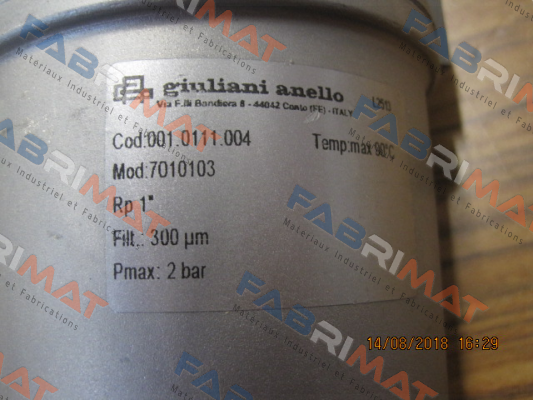 giuliani anello
Via F.lli Bandiera 8 - 44042 Cento (FE) - ITALY
Cod:001.0111.004 Temp:max 90°C
Mod:7010103
Rp 1"
Filt.: 300 µm
Pmax: 2 bar
14/08/2018 16:29
FABRIMAT
Materiaux Industriel et Fabrications